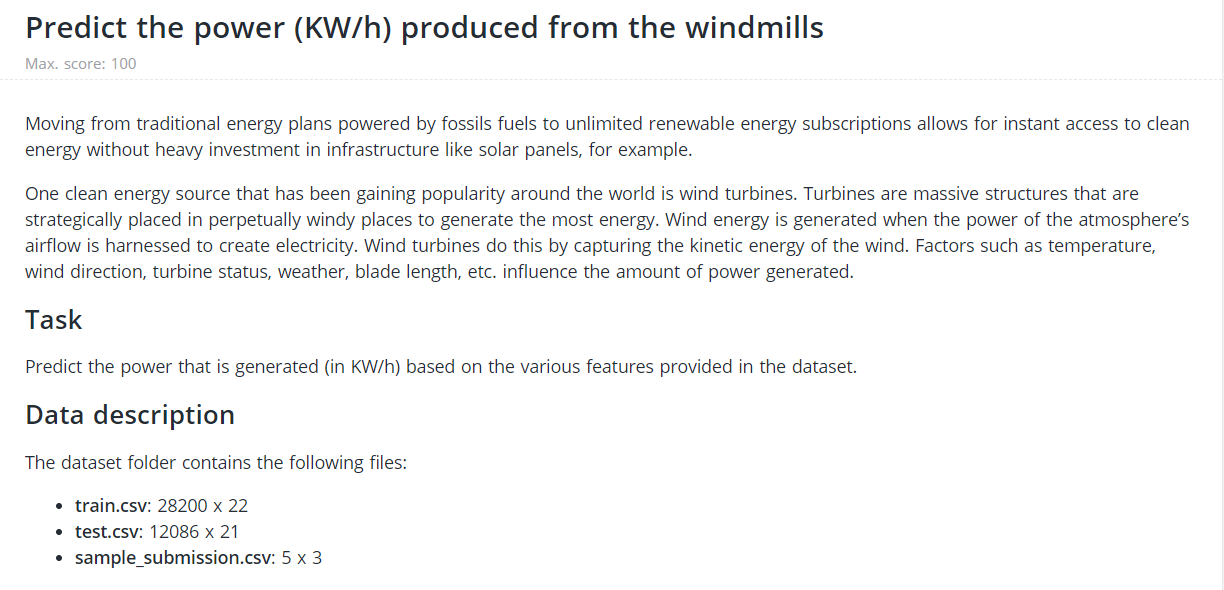 Predict the power (KW/h) produced from the windmills
Max. score: 100
Moving from traditional energy plans powered by fossils fuels to unlimited renewable energy subscriptions allows for instant access to clean
energy without heavy investment in infrastructure like solar panels, for example.
One clean energy source that has been gaining popularity around the world is wind turbines. Turbines are massive structures that are
strategically placed in perpetually windy places to generate the most energy. Wind energy is generated when the power of the atmosphere’s
airflow is harnessed to create electricity. Wind turbines do this by capturing the kinetic energy of the wind. Factors such as temperature,
wind direction, turbine status, weather, blade length, etc. influence the amount of power generated.
Task
Predict the power that is generated (in KW/h) based on the various features provided in the dataset.
Data description
The dataset folder contains the following files:
• train.csv: 28200 x 22
• test.csv: 12086 x 21
• sample_submission.csv: 5 x 3